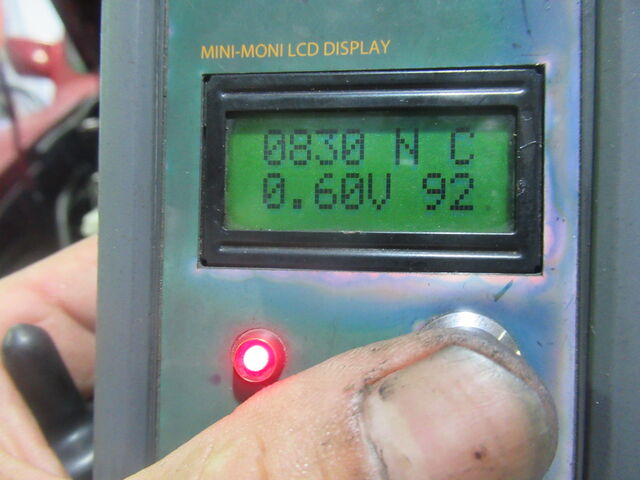 MINI-MONI LCD DISPLAY
0830 N C
0.60V 92